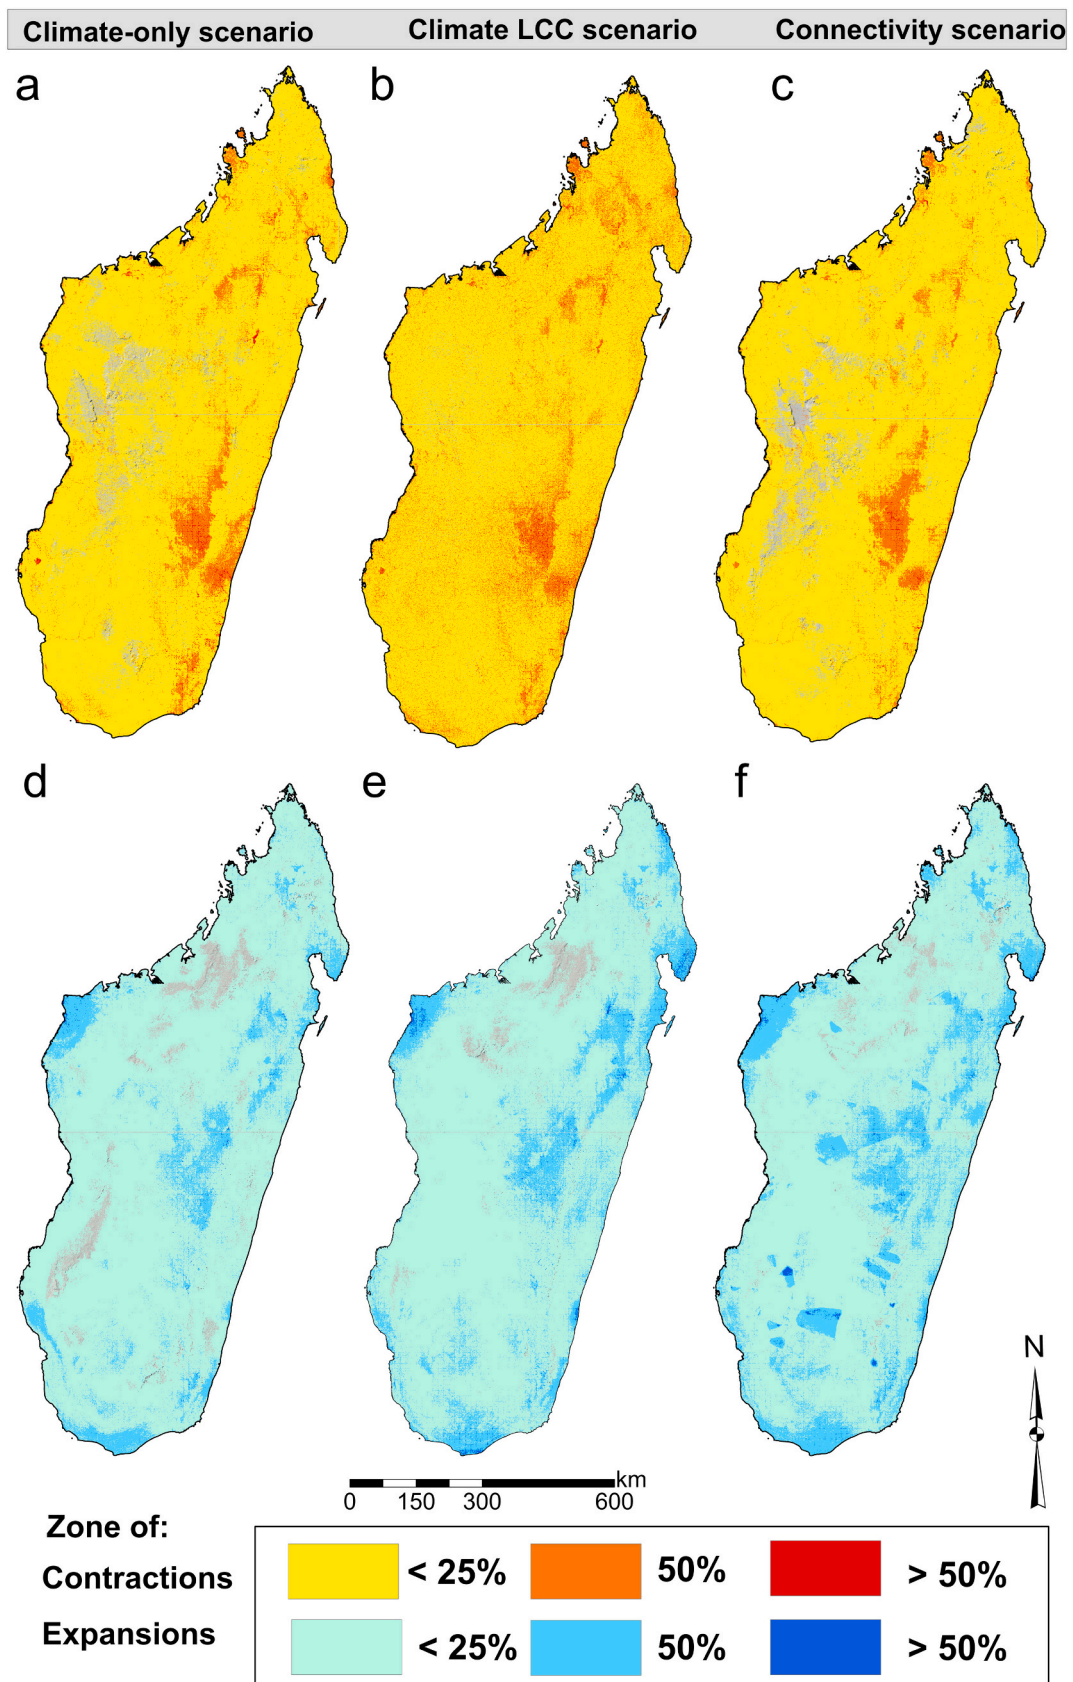 Climate-only scenario Climate LCC scenario Connectivity scenario
a b c
d e f
N
km
0 150 300 600
Zone of:
Contractions < 25% 50% > 50%
Expansions < 25% 50% > 50%